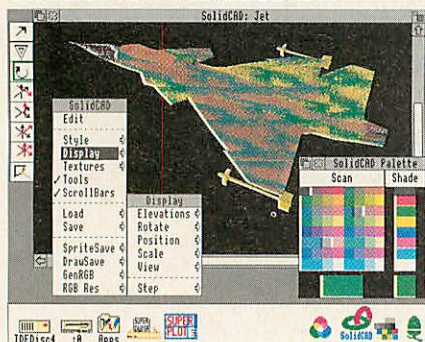 SolidCAD: Jet
SolidCAD
Edit
Style
Display
Textures
Tools
ScrollBars
Load
Save
SpriteSave
DrawSave
GenRGB
RGB Res
Display
Elevations
Rotate
Position
Scale
View
Step
SolidCAD Palette
Scan
Shade
IDEDisc4
:0
Apps
SUPER
SUPER
PLOT
SolidCAD